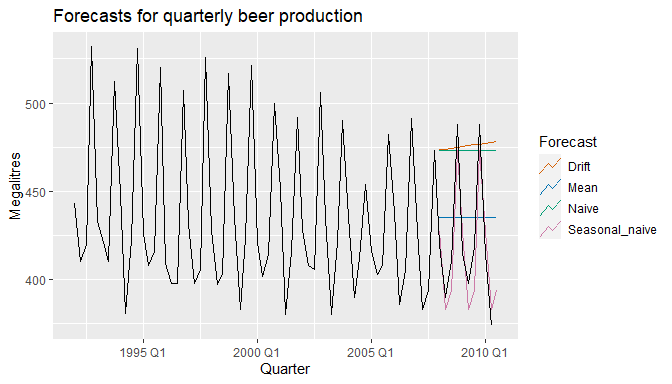 Forecasts for quarterly beer production
Megalitres
500
450
400
1995 Q1
2000 Q1
2005 Q1
2010 Q1
Quarter
Forecast
Drift
Mean
Naive
Seasonal_naive